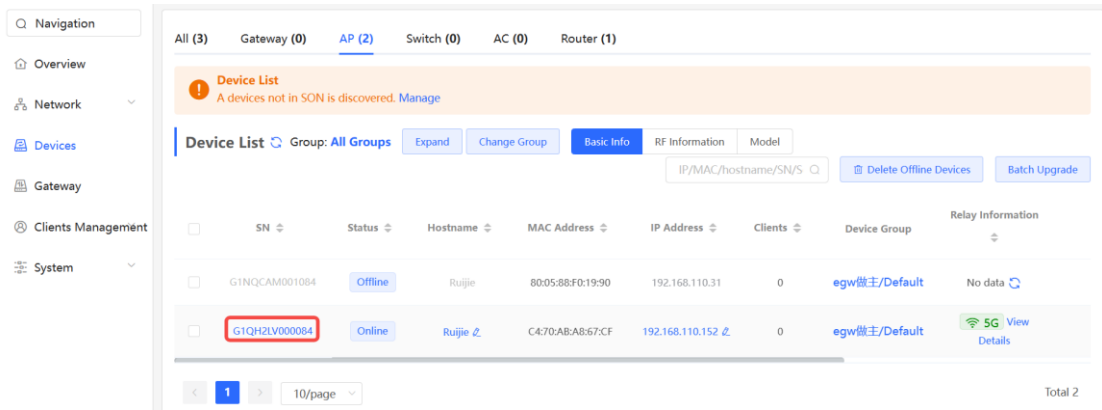 Navigation
Overview
Network
Devices
Gateway
Clients Management
System
All (3) Gateway (0) AP (2) Switch (0) AC (0) Router (1)
Device List
A devices not in SON is discovered. Manage
Device List Group: All Groups Expand Change Group Basic Info RF Information Model
IP/MAC/hostname/SN/S Delete Offline Devices Batch Upgrade
SN Status Hostname MAC Address IP Address Clients Device Group Relay Information
G1NQCAM001084 Offline Ruijie 80:05:88:F0:19:90 192.168.110.31 0 egw做主/Default No data
G1QH2LV000084 Online Ruijie C4:70:AB:A8:67:CF 192.168.110.152 0 egw做主/Default 5G View
Details
1 10/page Total 2